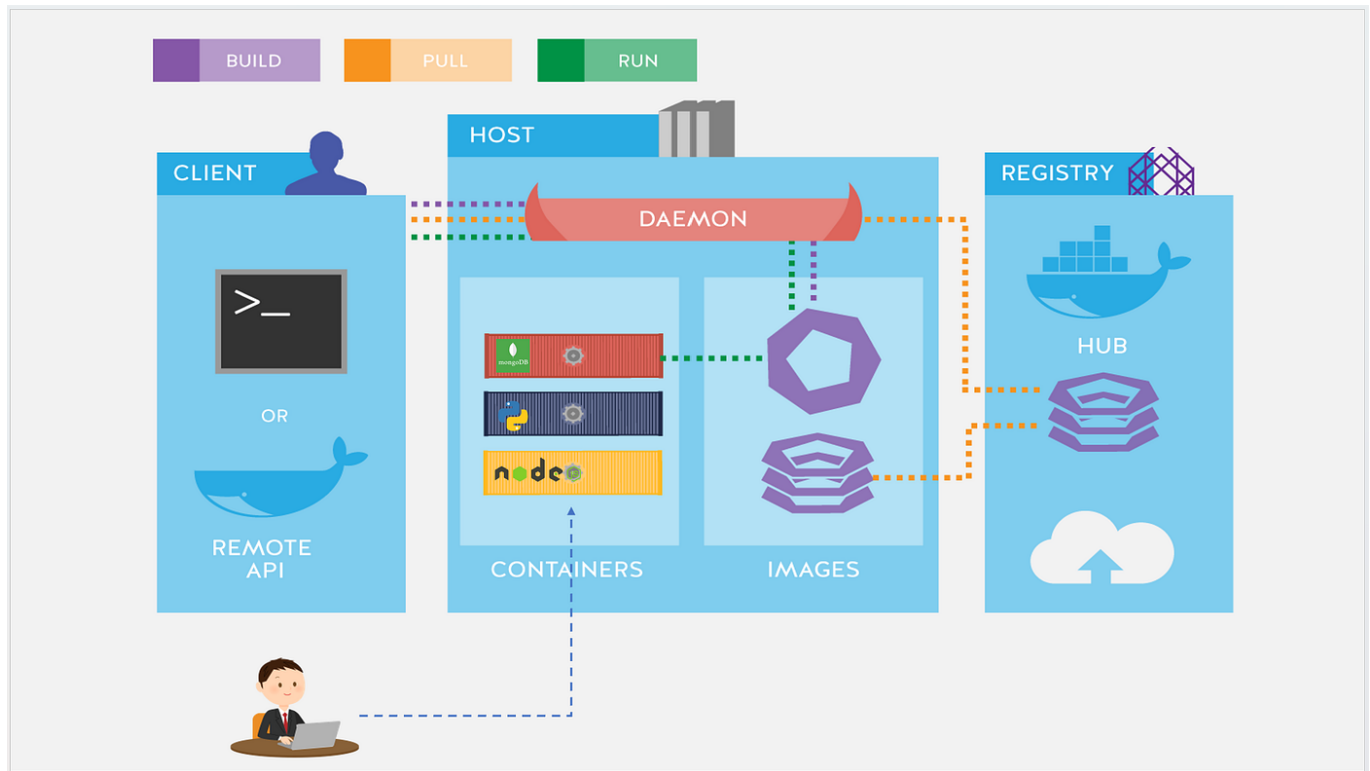 BUILD
PULL
RUN
HOST
CLIENT
REGISTRY
DAEMON
>_
mongoDB
HUB
OR
node
REMOTE
API
CONTAINERS
IMAGES